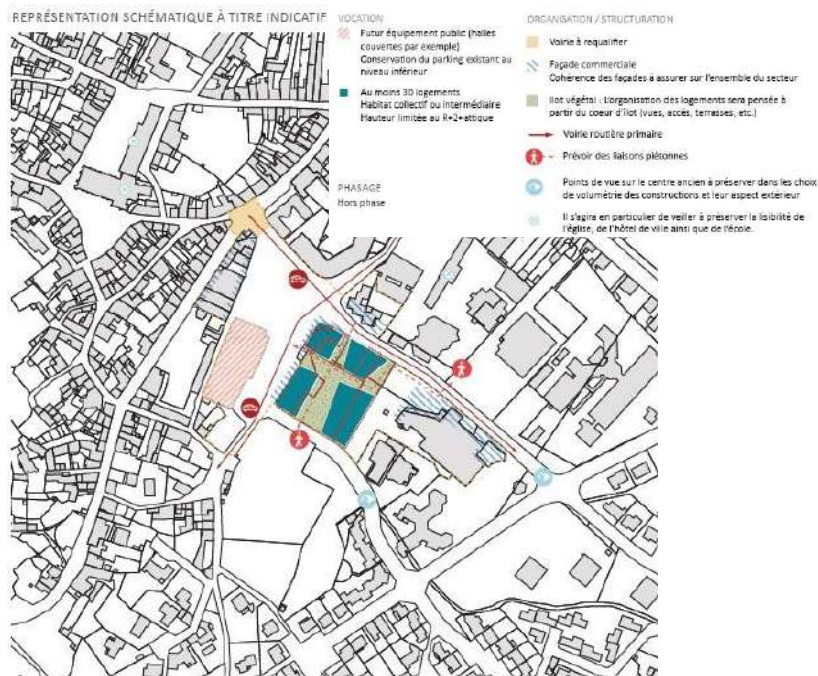 REPRÉSENTATION SCHÉMATIQUE À TITRE INDICATIF
VOCATION
Futur équipement public (halles
couvertes par exemple)
Conservation du parking existant au
niveau inférieur
Au moins 30 logements
Habitat collectif ou intermédiaire
Hauteur limitée au R+2+attique
PHASAGE
Hors phase
ORGANISATION / STRUCTURATION
Voirie à requalifier
Façade commerciale
Cohérence des façades à assurer sur l'ensemble du secteur
Ilot végétal : L'organisation des logements sera pensée à
partir du coeur d'îlot (vues, accès, terrasses, etc.)
Voirie routière primaire
Prévoir des liaisons piétonnes
Points de vue sur le centre ancien à préserver dans les choix
de volumétrie des constructions et leur aspect extérieur
Il s'agira en particulier de veiller à préserver la lisibilité de
l'église, de l'hôtel de ville ainsi que de l'école.